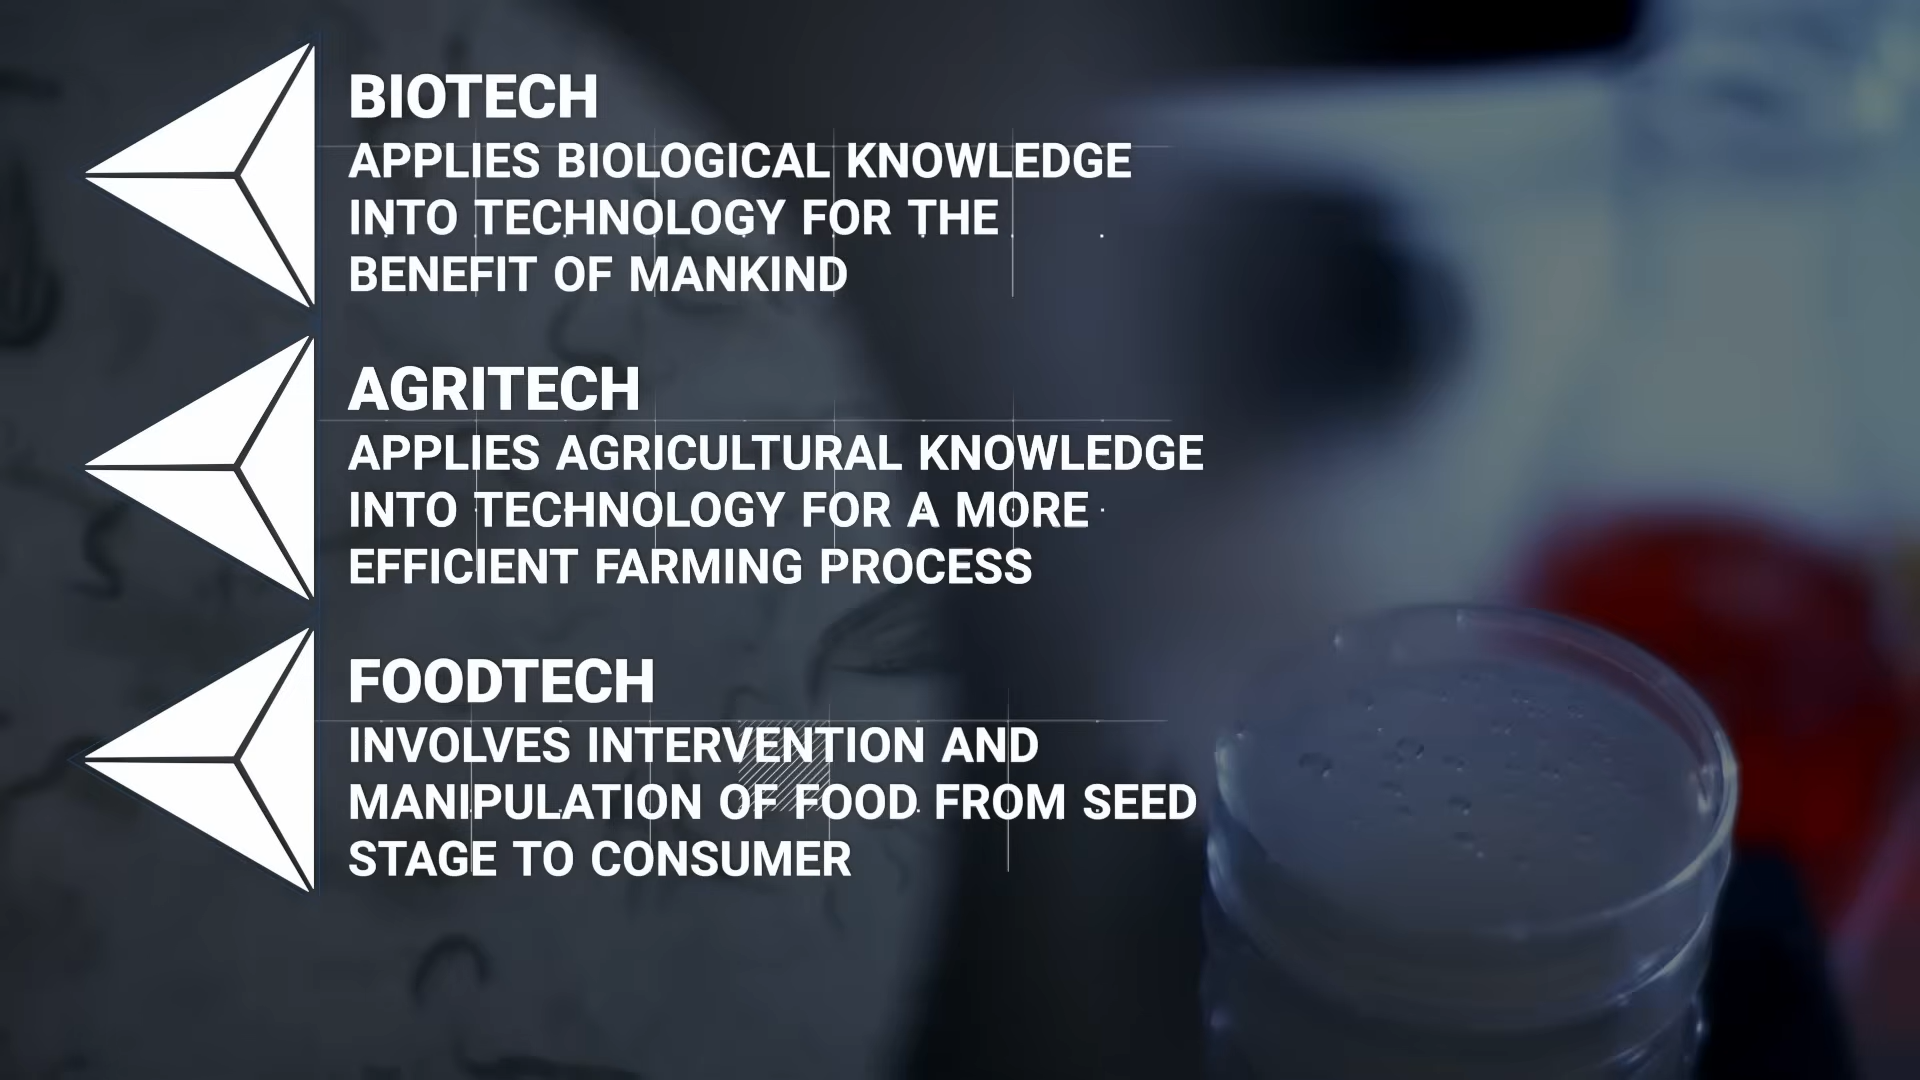 BIOTECH
APPLIES BIOLOGICAL KNOWLEDGE
INTO TECHNOLOGY FOR THE
BENEFIT OF MANKIND
AGRITECH
APPLIES AGRICULTURAL KNOWLEDGE
INTO TECHNOLOGY FOR A MORE
EFFICIENT FARMING PROCESS
FOODTECH
INVOLVES INTERVENTION AND
MANIPULATION OF FOOD FROM SEED
STAGE TO CONSUMER